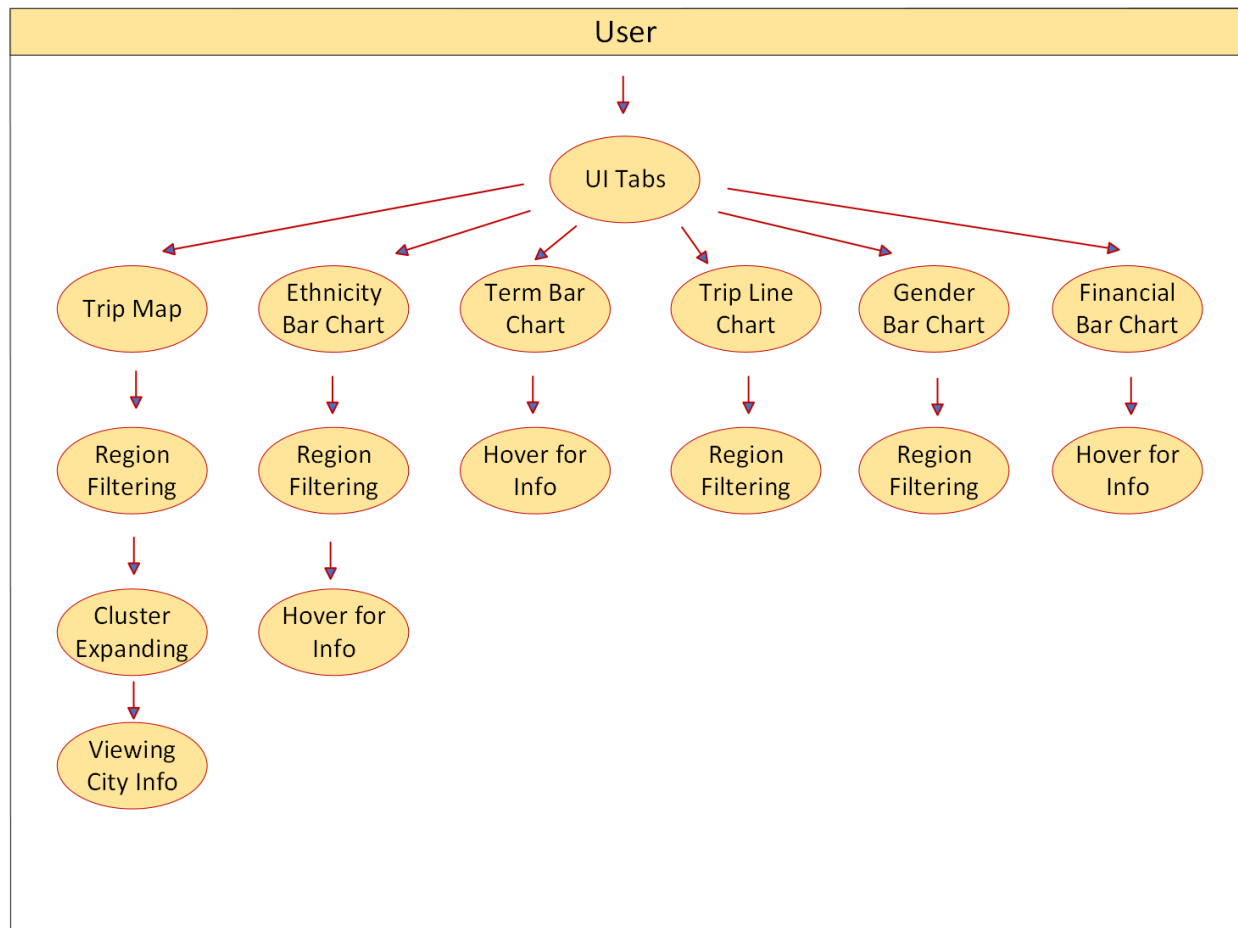 User
UI Tabs
Trip Map
Ethnicity
Bar Chart
Term Bar
Chart
Trip Line
Chart
Gender
Bar Chart
Financial
Bar Chart
Region
Filtering
Region
Filtering
Hover for
Info
Region
Filtering
Region
Filtering
Hover for
Info
Cluster
Expanding
Hover for
Info
Viewing
City Info